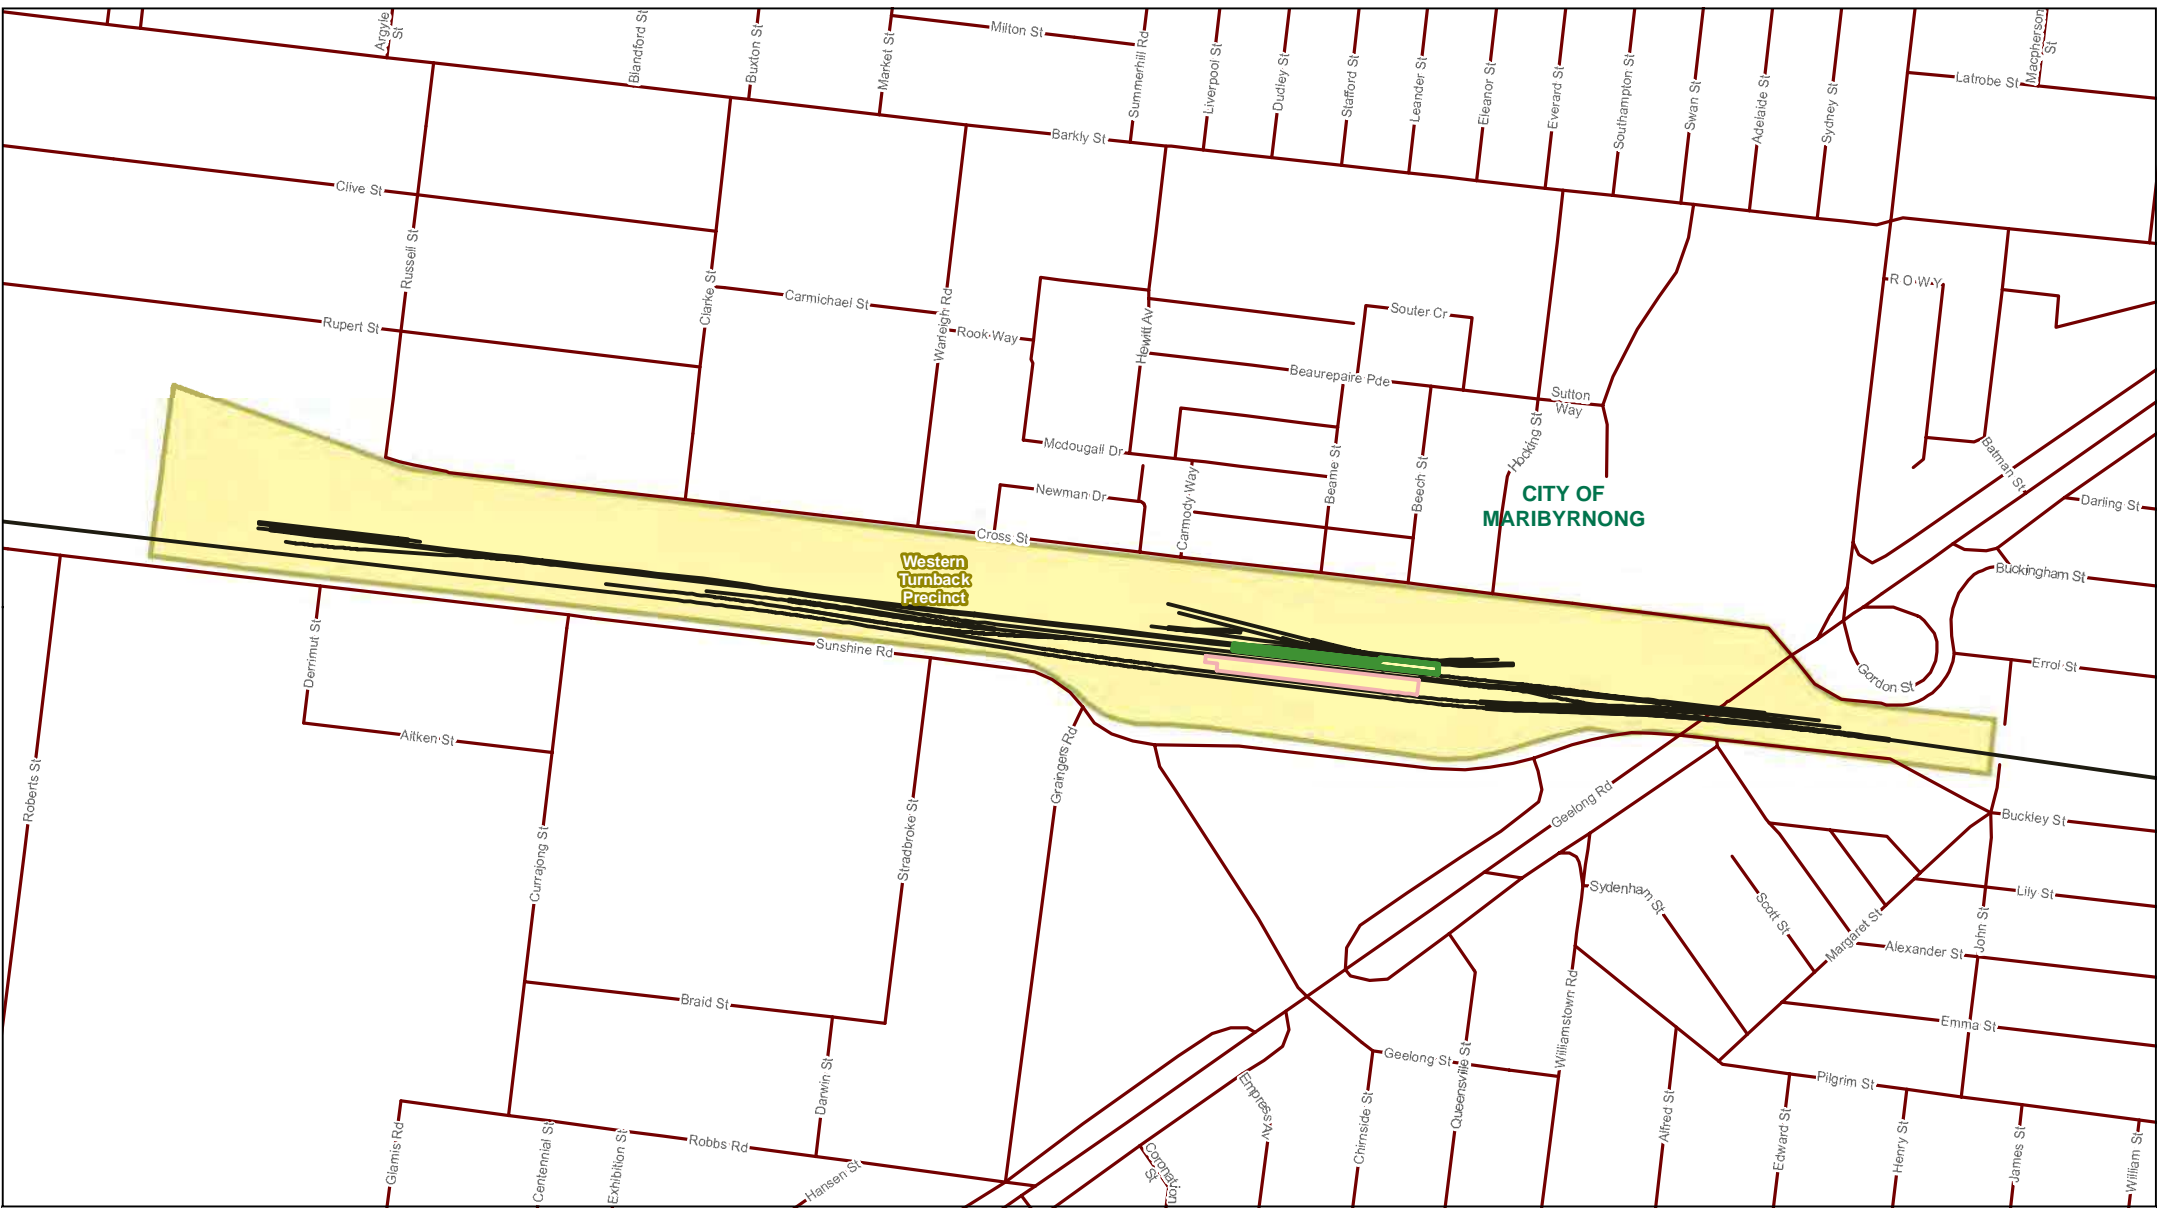 Argyle
St
Blandford St
Buxton St
Market St
Milton St
Summerhill Rd
Liverpool St
Dudley St
Stafford St
Leander St
Eleanor St
Everard St
Southampton St
Swan St
Adelaide St
Sydney St
Macpherson
St
Latrobe St
Barkly St
Clive St
Russell St
Clarke St
Carmichael St
Warleigh Rd
Rook Way
Hewitt Av
Souter Cr
R O W Y
Rupert St
Beaurepaire Pde
Sutton
Way
Hocking St
Mcdougall Dr
Newman Dr
Carmody Way
Beame St
Beech St
Batman St
Darling St
CITY OF
MARIBYRNONG
Cross St
Western
Turnback
Precinct
Buckingham St
Errol St
Gordon St
Derrimut St
Sunshine Rd
Aitken St
Roberts St
Graingers Rd
Geelong Rd
Buckley St
Currajong St
Stradbroke St
Sydenham St
Scott St
Margaret St
Lily St
John St
Alexander St
Braid St
Emma St
Williamstown Rd
Geelong St
Queensville St
Pilgrim St
Darwin St
Empress Av
Chirnside St
Alfred St
Edward St
Henry St
James St
William St
Glamis Rd
Centennial St
Exhibition St
Robbs Rd
Hansen St
Coronation
St